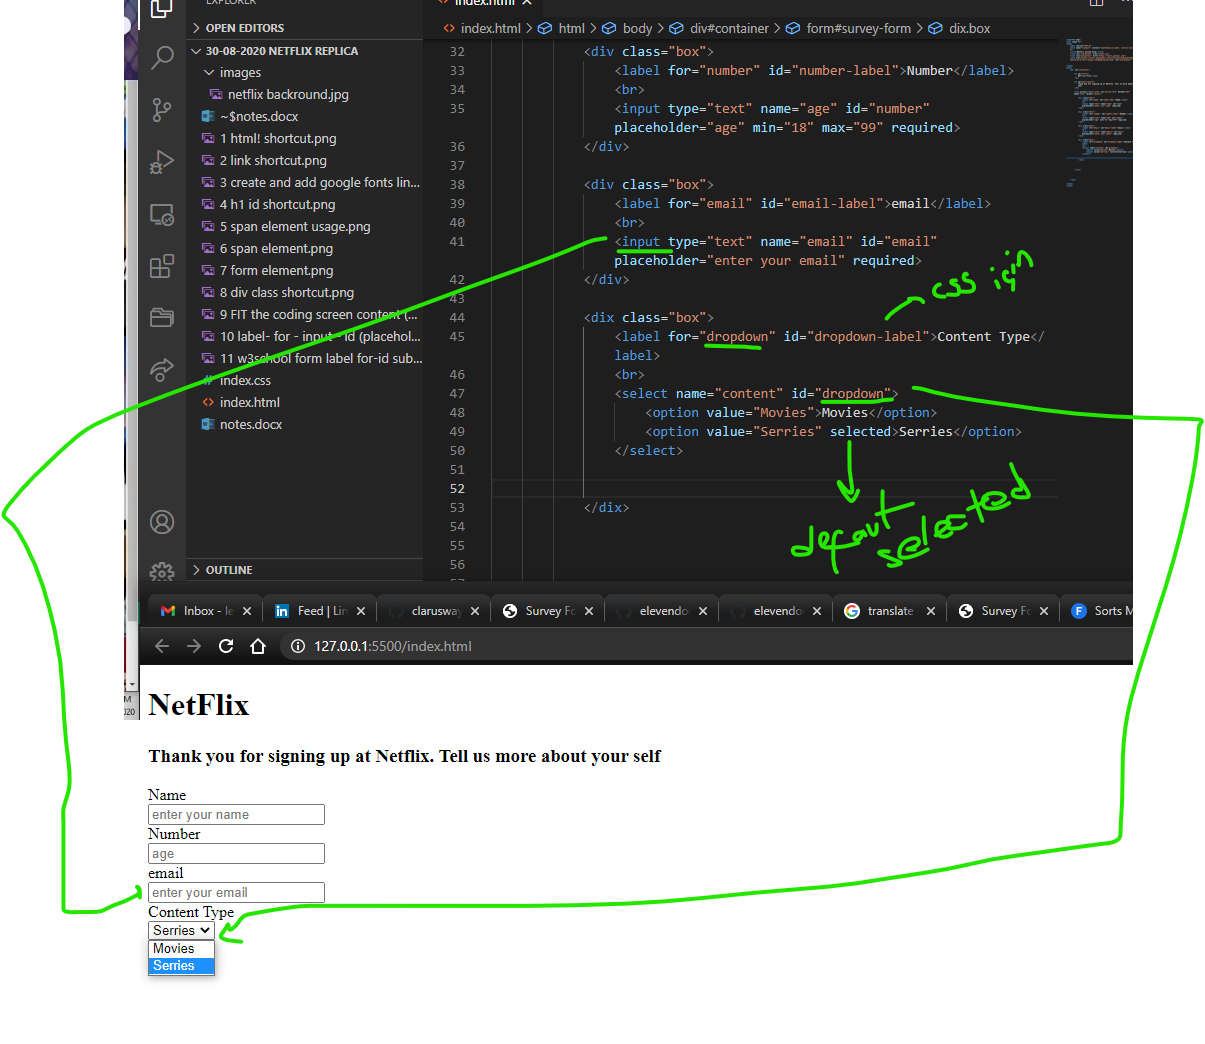 EXPLORER
index.html
OPEN EDITORS
index.html > html > body > div#container > form#survey-form > dix.box
30-08-2020 NETFLIX REPLICA
images
netflix backround.jpg
~$notes.docx
1 html! shortcut.png
2 link shortcut.png
3 create and add google fonts lin...
4 h1 id shortcut.png
5 span element usage.png
6 span element.png
7 form element.png
8 div class shortcut.png
9 FIT the coding screen content (...
10 label- for - input - id (placehol...
11 w3school form label for-id sub...
index.css
index.html
notes.docx
OUTLINE
32 <div class="box">
33 <label for="number" id="number-label">Number</label>
34 <br>
35 <input type="text" name="age" id="number"
placeholder="age" min="18" max="99" required>
36 </div>
37
38 <div class="box">
39 <label for="email" id="email-label">email</label>
40 <br>
41 <input type="text" name="email" id="email"
placeholder="enter your email" required>
42 </div>
43
44 <dix class="box">
45 <label for="dropdown" id="dropdown-label">Content Type</
label>
46 <br>
47 <select name="content" id="dropdown">
48 <option value="Movies">Movies</option>
49 <option value="Serries" selected>Serries</option>
50 </select>
51
52
53 </dix>
54
55
56
css için
defaut
selected
Inbox - le
Feed | Lin
clarusway
Survey Fo
elevendo
elevendo
translate
Survey Fo
Sorts M
127.0.0.1:5500/index.html
NetFlix
Thank you for signing up at Netflix. Tell us more about your self
Name
enter your name
Number
age
email
enter your email
Content Type
Serries
Movies
Serries